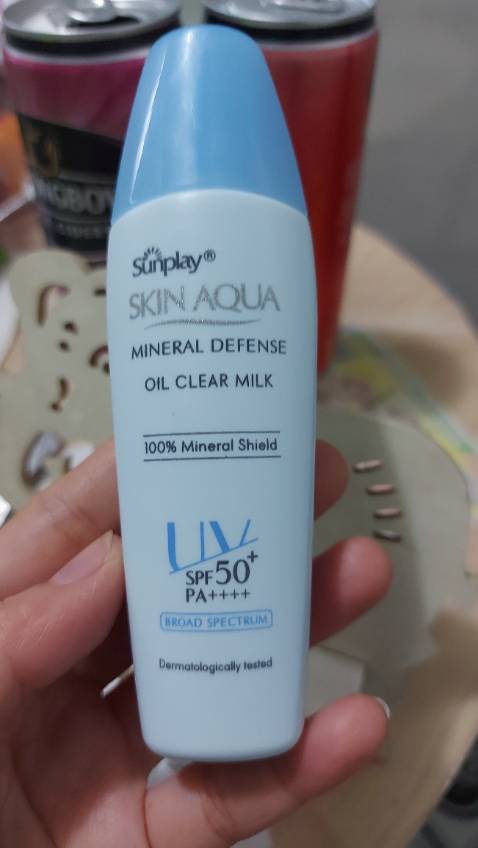 Sunplay®
SKIN AQUA
MINERAL DEFENSE
OIL CLEAR MILK
100% Mineral Shield
UV
SPF50+
PA++++
BROAD SPECTRUM
Dermatologically tested